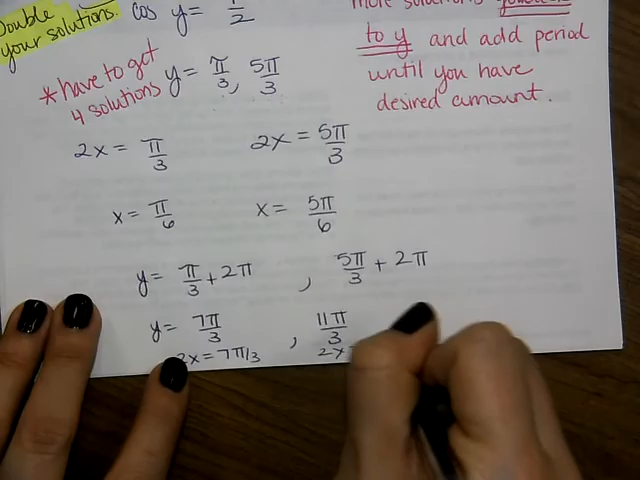 Double
your solutions.
cos y = 1/2
to y and add period
until you have
desired amount.
* have to get
4 solutions
y = π/3, 5π/3
2x = π/3
2x = 5π/3
x = π/6
x = 5π/6
y = π/3 + 2π , 5π/3 + 2π
y = 7π/3 , 11π/3
2x = 7π/3
2x